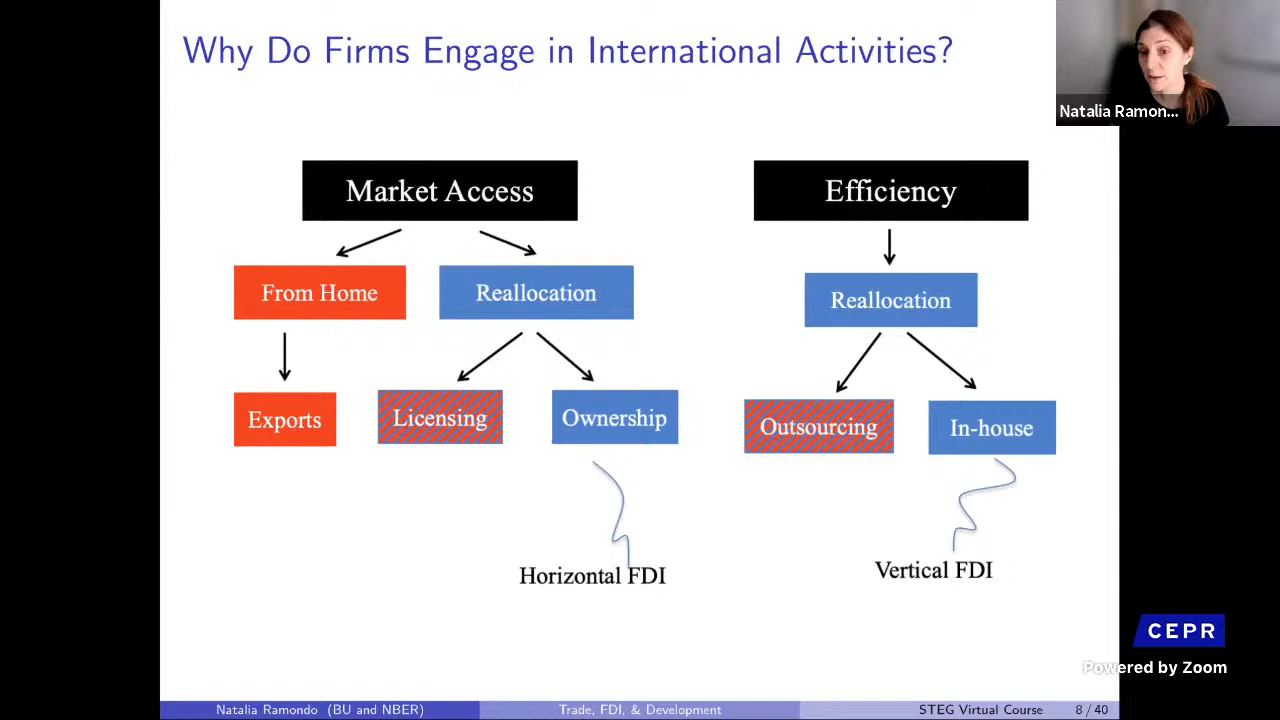 Why Do Firms Engage in International Activities?
Natalia Ramon...
Market Access
Efficiency
From Home
Reallocation
Reallocation
Exports
Licensing
Ownership
Outsourcing
In-house
Horizontal FDI
Vertical FDI
CEPR
Powered by Zoom
Natalia Ramondo (BU and NBER)
Trade, FDI, & Development
STEG Virtual Course
8 / 40